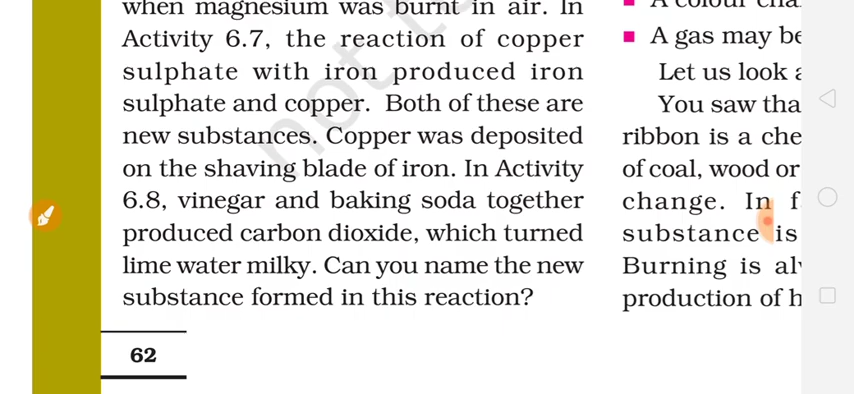 when magnesium was burnt in air. In
Activity 6.7, the reaction of copper
sulphate with iron produced iron
sulphate and copper. Both of these are
new substances. Copper was deposited
on the shaving blade of iron. In Activity
6.8, vinegar and baking soda together
produced carbon dioxide, which turned
lime water milky. Can you name the new
substance formed in this reaction?
62
A colour cha
A gas may be
Let us look a
You saw tha
ribbon is a che
of coal, wood or
change. In f
substance is
Burning is al
production of h
not t